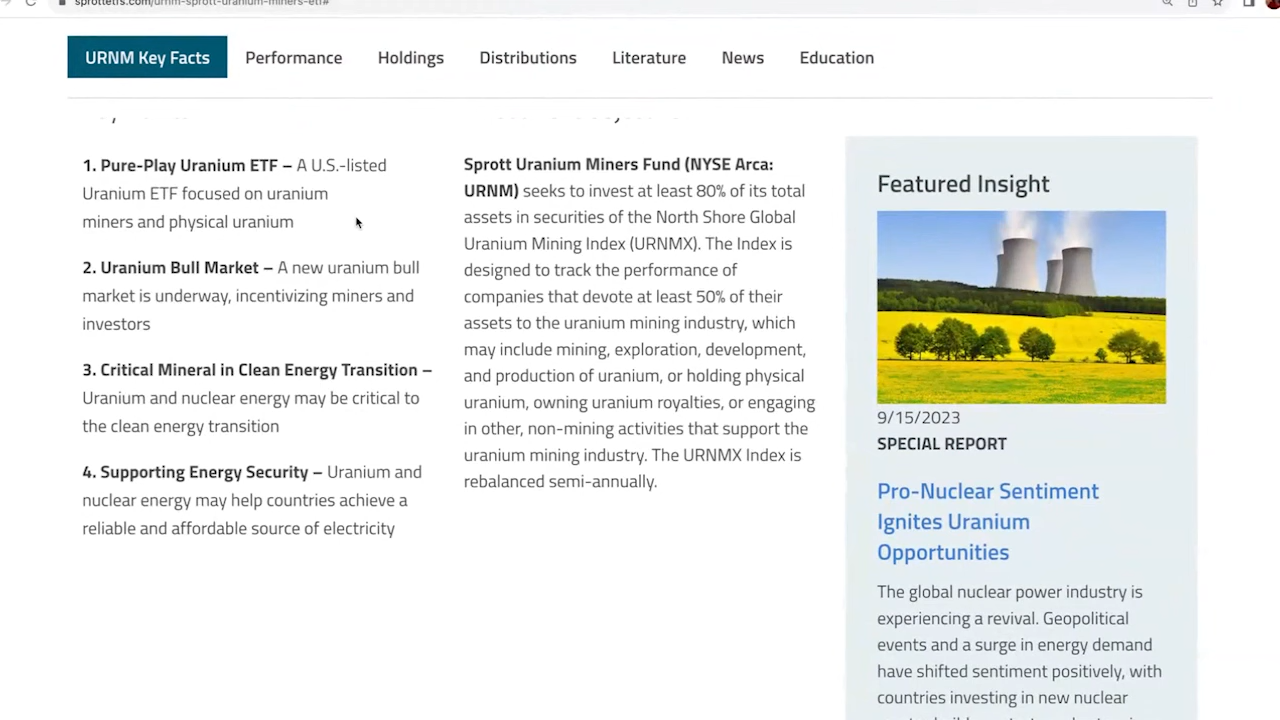 sprottetfs.com/urnm-sprott-uranium-miners-etf#
URNM Key Facts
Performance
Holdings
Distributions
Literature
News
Education
1. Pure-Play Uranium ETF – A U.S.-listed
Uranium ETF focused on uranium
miners and physical uranium
2. Uranium Bull Market – A new uranium bull
market is underway, incentivizing miners and
investors
3. Critical Mineral in Clean Energy Transition –
Uranium and nuclear energy may be critical to
the clean energy transition
4. Supporting Energy Security – Uranium and
nuclear energy may help countries achieve a
reliable and affordable source of electricity
Sprott Uranium Miners Fund (NYSE Arca:
URNM) seeks to invest at least 80% of its total
assets in securities of the North Shore Global
Uranium Mining Index (URNMX). The Index is
designed to track the performance of
companies that devote at least 50% of their
assets to the uranium mining industry, which
may include mining, exploration, development,
and production of uranium, or holding physical
uranium, owning uranium royalties, or engaging
in other, non-mining activities that support the
uranium mining industry. The URNMX Index is
rebalanced semi-annually.
Featured Insight
9/15/2023
SPECIAL REPORT
Pro-Nuclear Sentiment
Ignites Uranium
Opportunities
The global nuclear power industry is
experiencing a revival. Geopolitical
events and a surge in energy demand
have shifted sentiment positively, with
countries investing in new nuclear